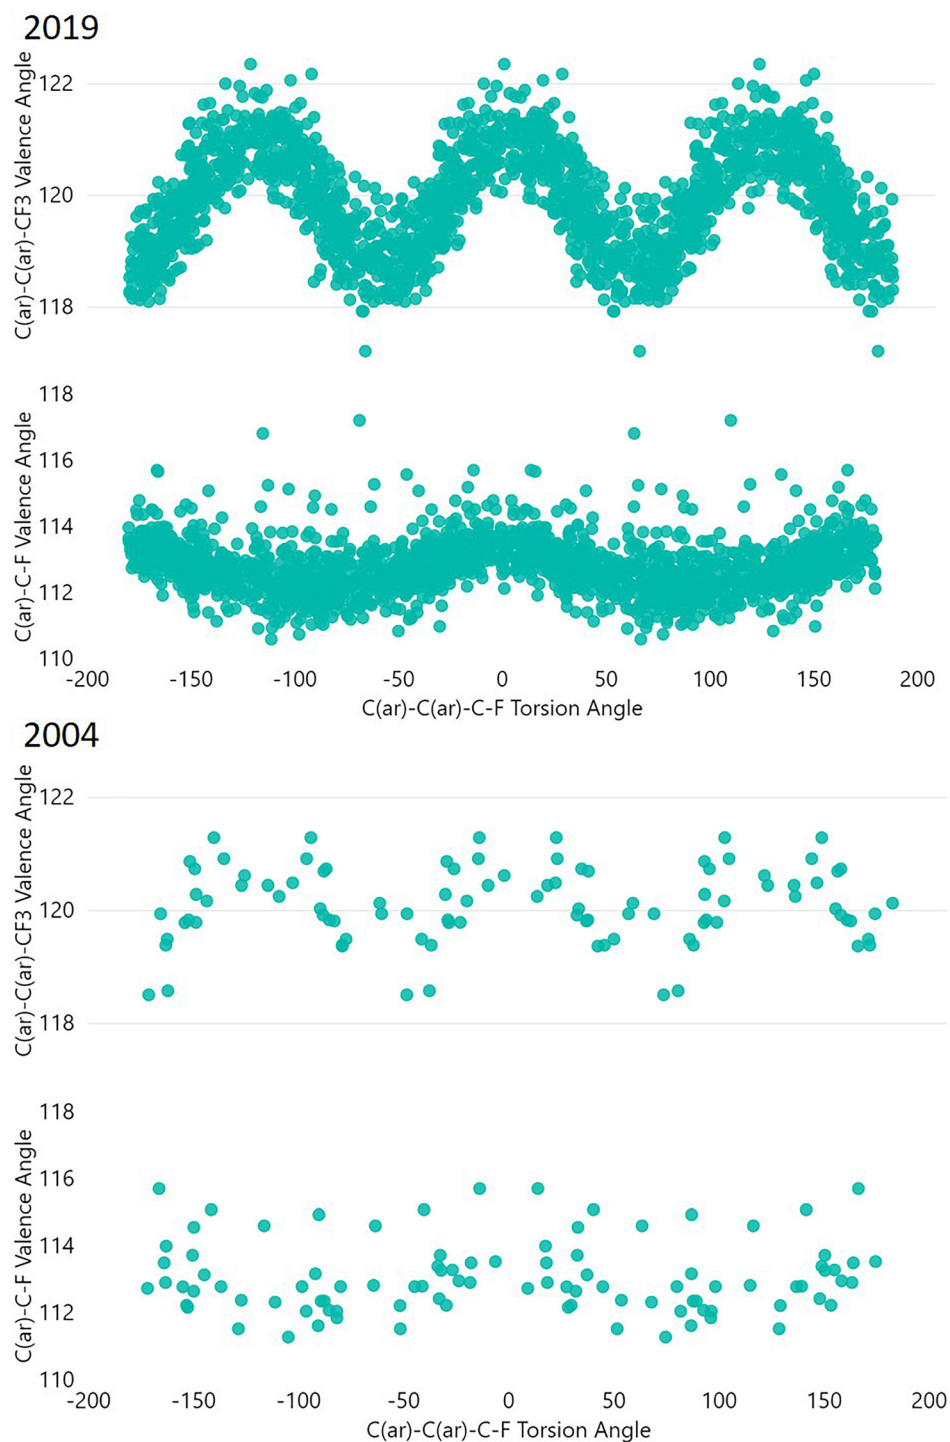 2019
C(ar)-C(ar)-CF3 Valence Angle
122
120
118
C(ar)-C-F Valence Angle
118
116
114
112
110
-200 -150 -100 -50 0 50 100 150 200
C(ar)-C(ar)-C-F Torsion Angle
2004
C(ar)-C(ar)-CF3 Valence Angle
122
120
118
C(ar)-C-F Valence Angle
118
116
114
112
110
-200 -150 -100 -50 0 50 100 150 200
C(ar)-C(ar)-C-F Torsion Angle